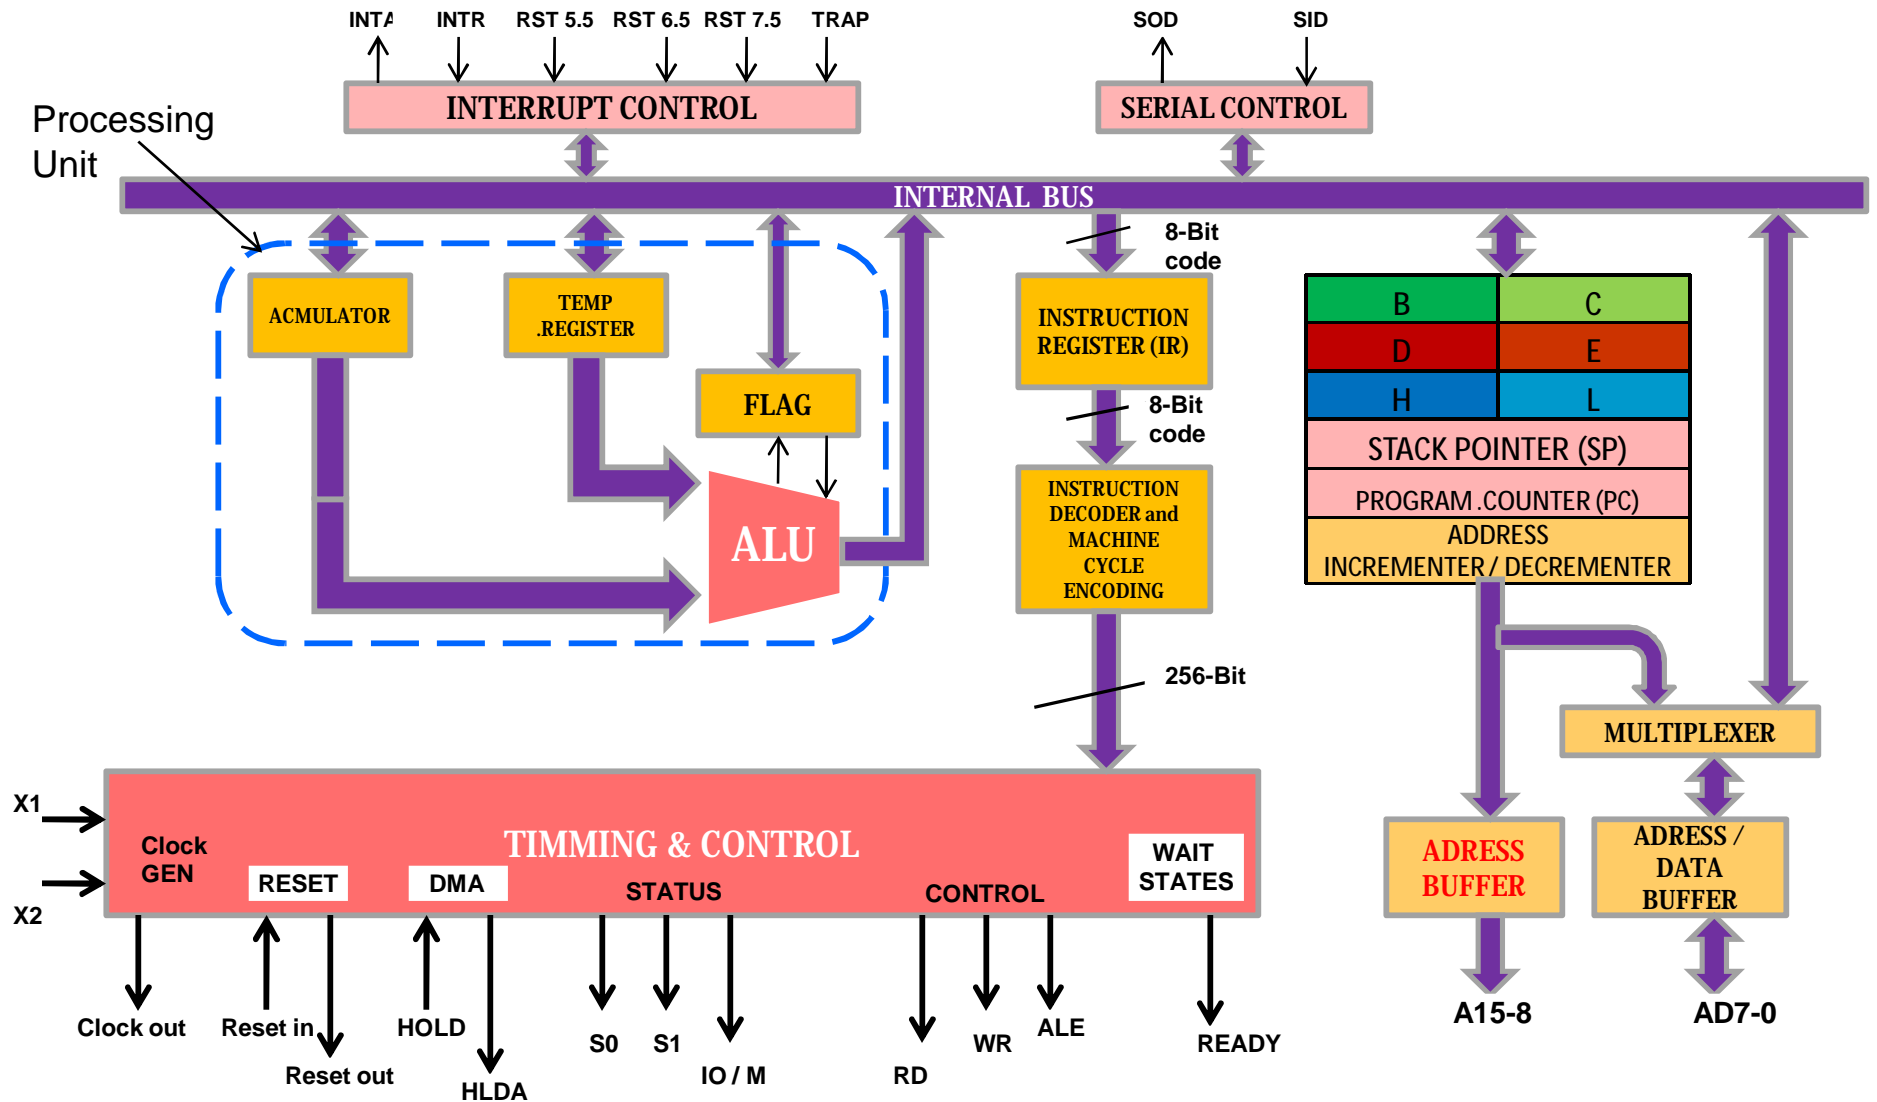 INTA
INTR
RST 5.5
RST 6.5
RST 7.5
TRAP
SOD
SID
INTERRUPT CONTROL
SERIAL CONTROL
Processing
Unit
INTERNAL BUS
8-Bit
code
ACMULATOR
TEMP
.REGISTER
FLAG
ALU
INSTRUCTION
REGISTER (IR)
8-Bit
code
INSTRUCTION
DECODER and
MACHINE
CYCLE
ENCODING
256-Bit
B
C
D
E
H
L
STACK POINTER (SP)
PROGRAM .COUNTER (PC)
ADDRESS
INCREMENTER / DECREMENTER
MULTIPLEXER
ADRESS
BUFFER
ADRESS /
DATA
BUFFER
A15-8
AD7-0
X1
X2
Clock
GEN
TIMMING & CONTROL
RESET
DMA
STATUS
CONTROL
WAIT
STATES
Clock out
Reset in
Reset out
HOLD
HLDA
S0
S1
IO / M
RD
WR
ALE
READY